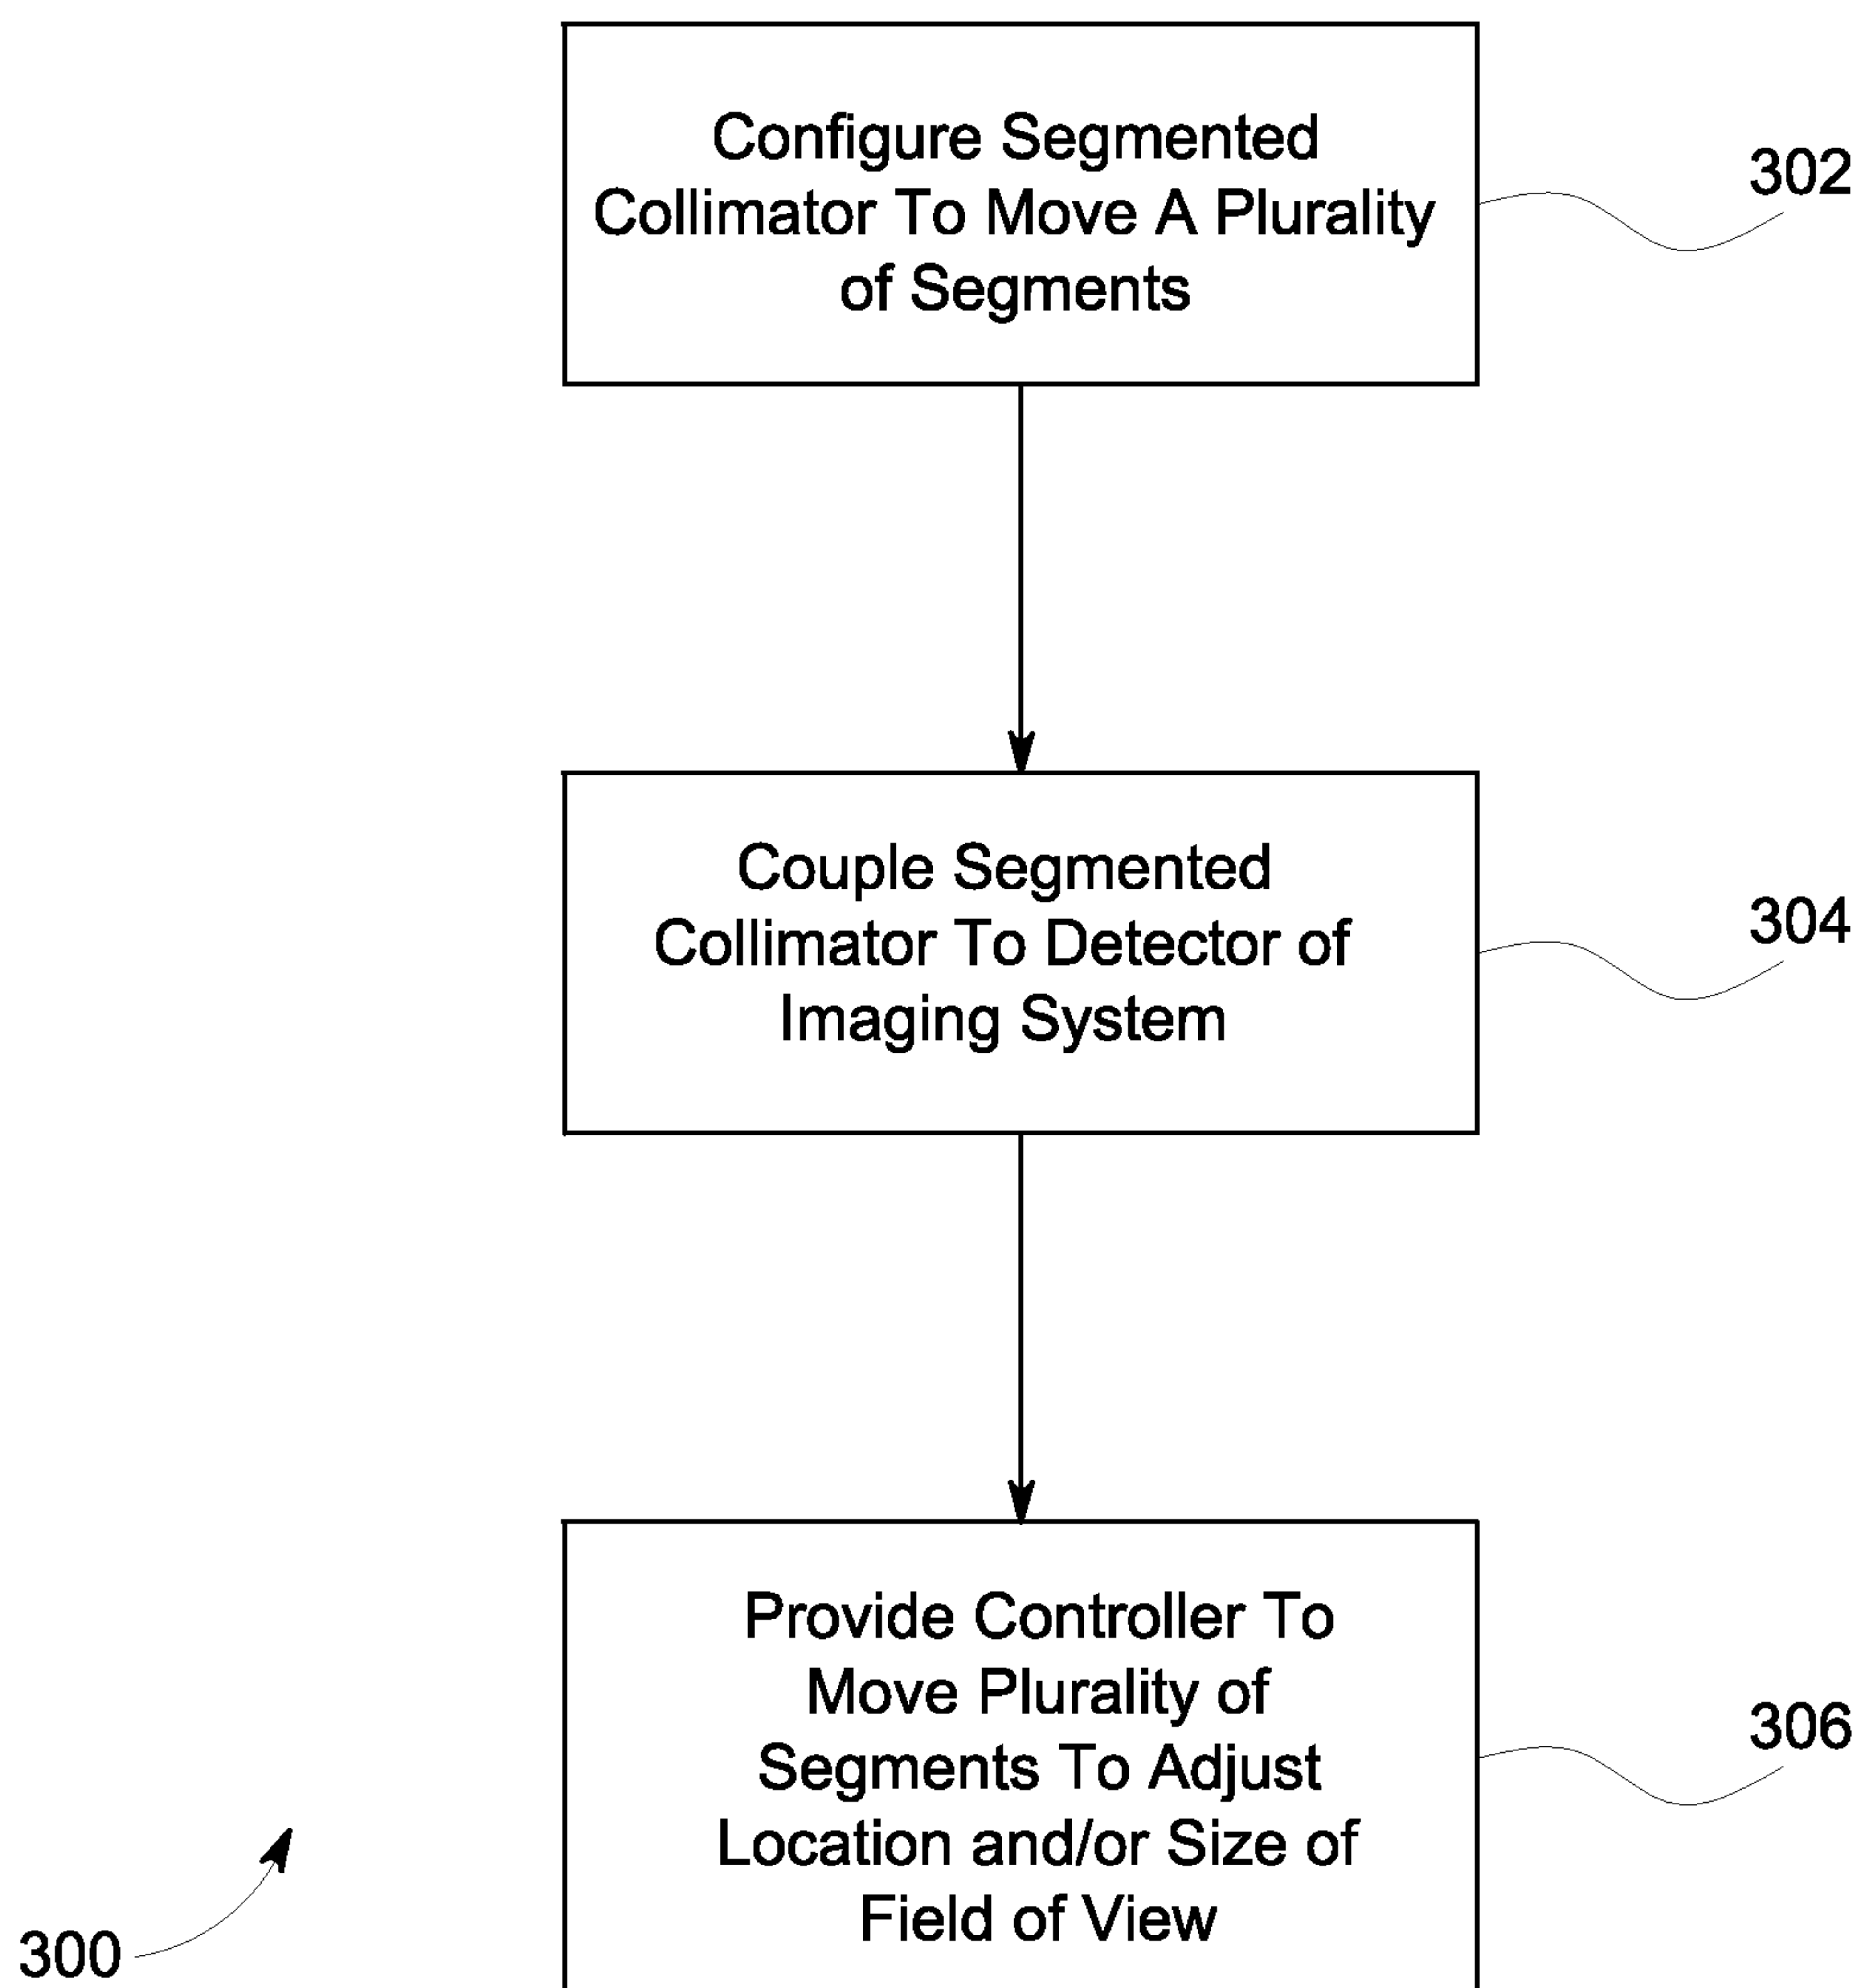 Configure Segmented
Collimator To Move A Plurality
of Segments
302
Couple Segmented
Collimator To Detector of
Imaging System
304
Provide Controller To
Move Plurality of
Segments To Adjust
Location and/or Size of
Field of View
306
300